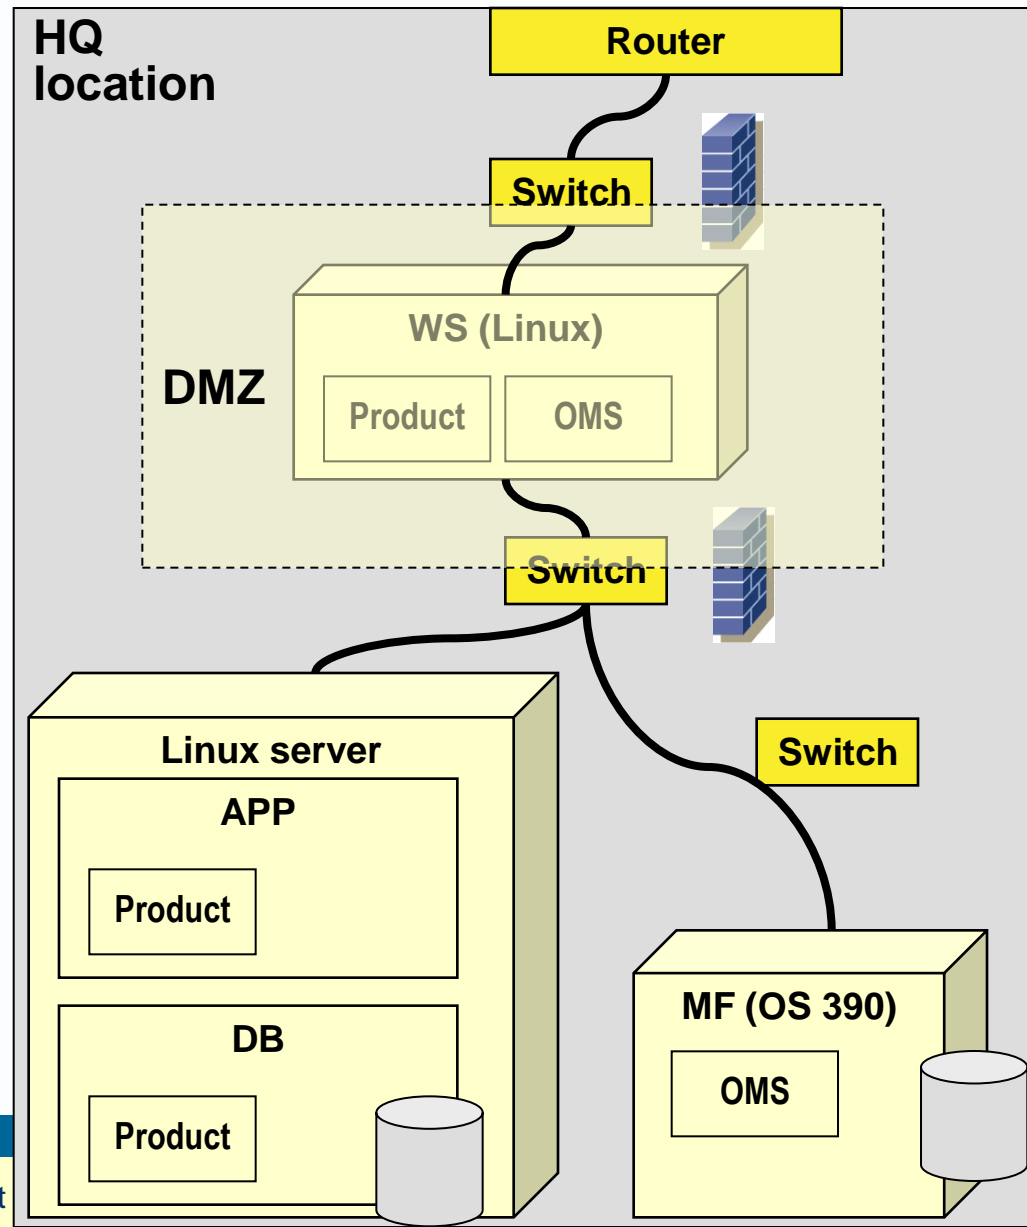 HQ
location
Router
Switch
WS (Linux)
DMZ
Product
OMS
Switch
Switch
Linux server
APP
Product
MF (OS 390)
DB
OMS
Product
t